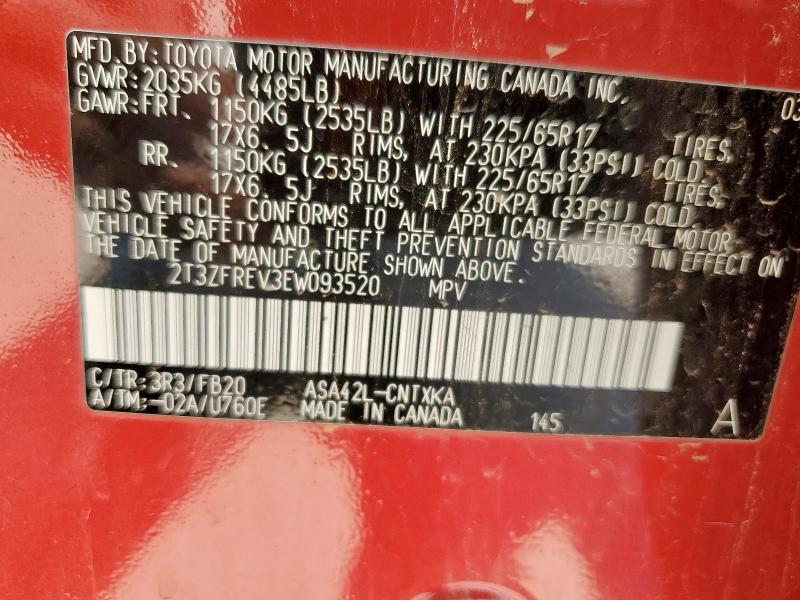 MFD.BY:TOYOTA MOTOR MANUFACTURING CANADA INC. 03
GVWR:2035KG (4485LB)
GAWR:FRT. 1150KG (2535LB) WITH 225/65R17 TIRES,
17X6.5J RIMS, AT 230KPA (33PSI) COLD
RR. 1150KG (2535LB) WITH 225/65R17 TIRES,
17X6.5J RIMS, AT 230KPA (33PSI) COLD
THIS VEHICLE CONFORMS TO ALL APPLICABLE FEDERAL MOTOR
VEHICLE SAFETY AND THEFT PREVENTION STANDARDS IN EFFECT ON
THE DATE OF MANUFACTURE SHOWN ABOVE.
2T3ZFREV3EW093520 MPV
C/TR:3R3/FB20 ASA42L-CNTXKA
A/TM:-02A/U760E MADE IN CANADA 145 A